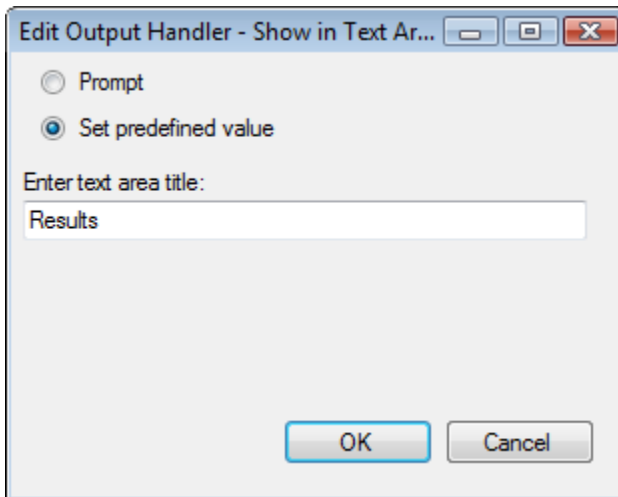 Edit Output Handler - Show in Text Ar...
Prompt
Set predefined value
Enter text area title:
Results
OK Cancel